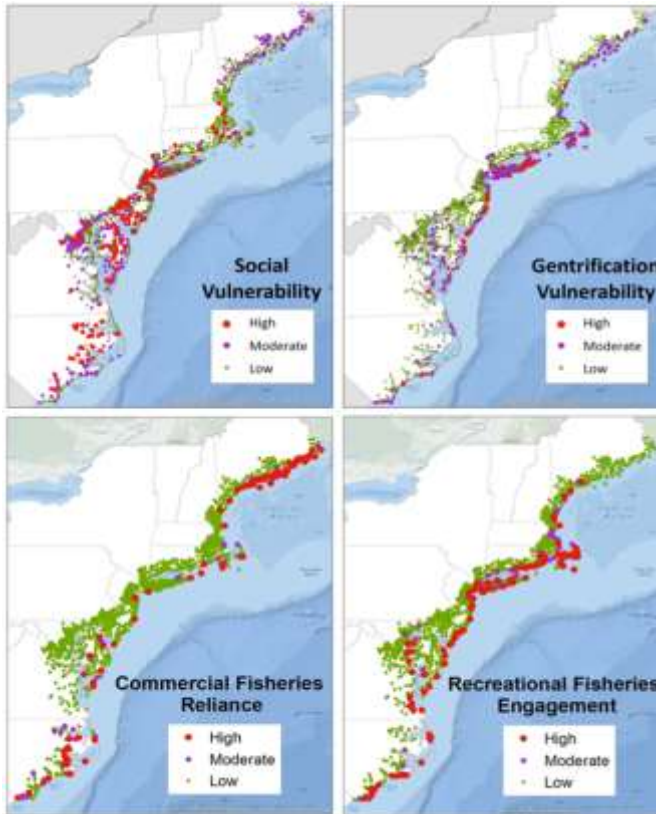 Social
Vulnerability
High
Moderate
Low
Gentrification
Vulnerability
High
Moderate
Low
Commercial Fisheries
Reliance
High
Moderate
Low
Recreational Fisheries
Engagement
High
Moderate
Low